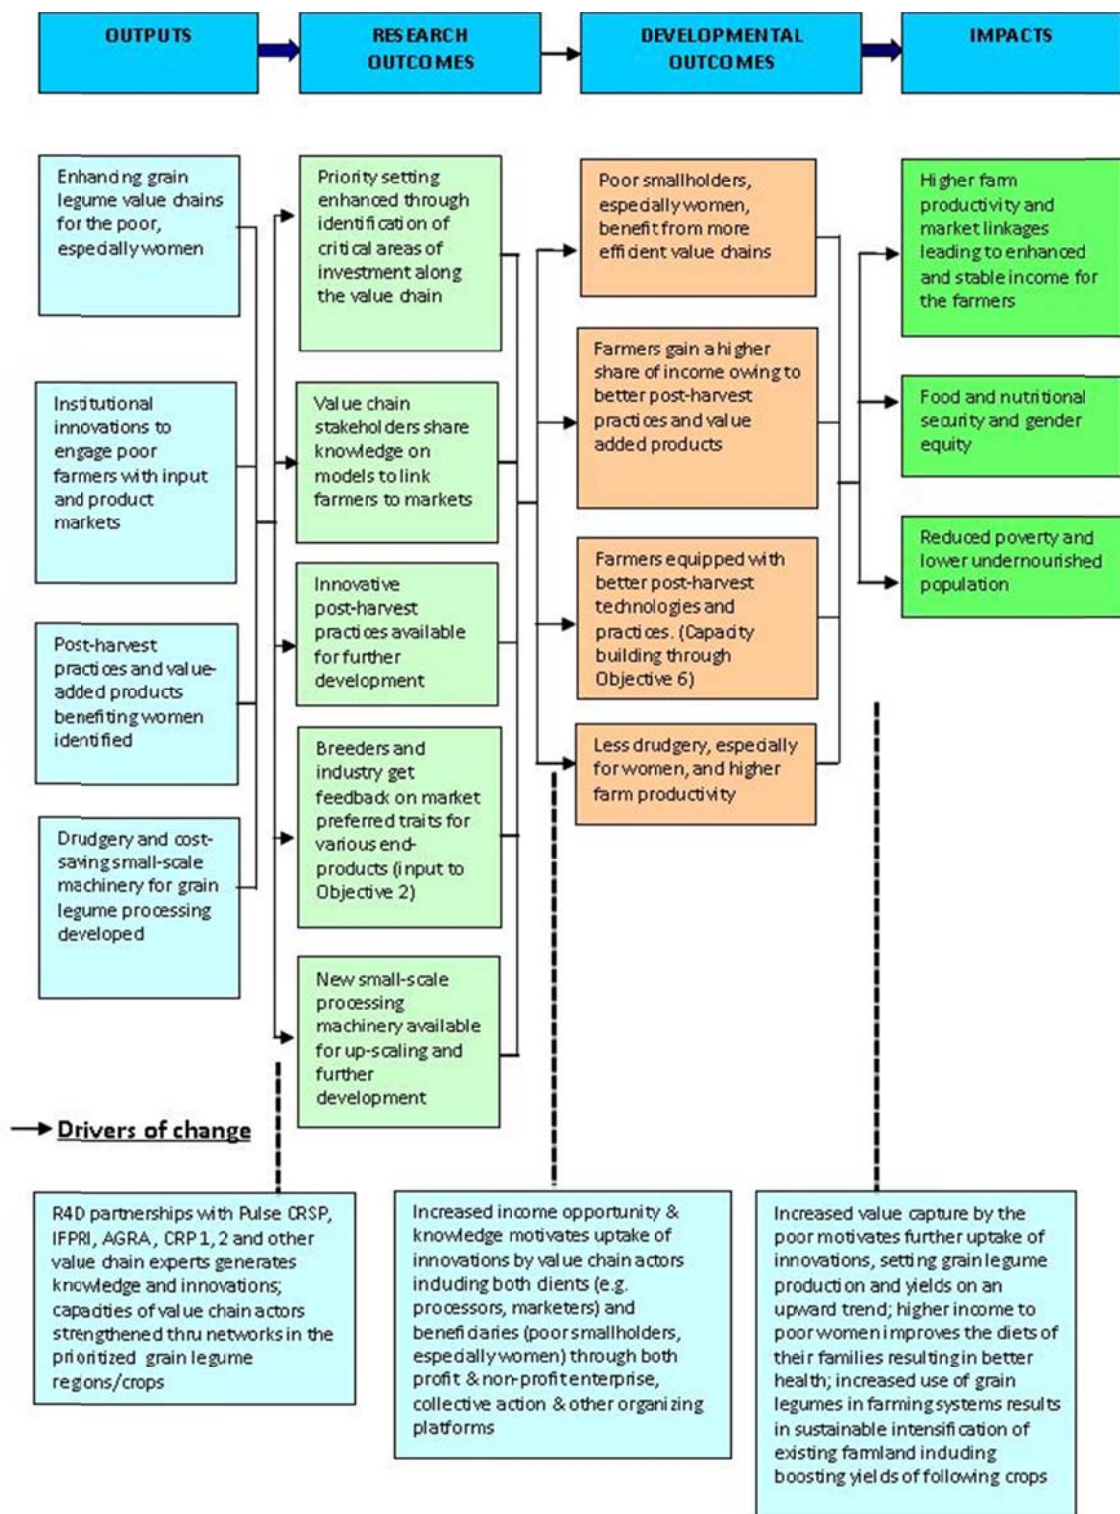 OUTPUTS
RESEARCH
OUTCOMES
DEVELOPMENTAL
OUTCOMES
IMPACTS
Enhancing grain
legume value chains
for the poor,
especially women
Institutional
innovations to
engage poor
farmers with input
and product
markets
Post-harvest
practices and value-
added products
benefiting women
identified
Drudgery and cost-
saving small-scale
machinery for grain
legume processing
developed
Priority setting
enhanced through
identification of
critical areas of
investment along
the value chain
Value chain
stakeholders share
knowledge on
models to link
farmers to markets
Innovative
post-harvest
practices available
for further
development
Breeders and
industry get
feedback on market
preferred traits for
various end-
products (input to
Objective 2)
New small-scale
processing
machinery available
for up-scaling and
further
development
Poor smallholders,
especially women,
benefit from more
efficient value chains
Farmers gain a higher
share of income owing to
better post-harvest
practices and value
added products
Farmers equipped with
better post-harvest
technologies and
practices. (Capacity
building through
Objective 6)
Less drudgery, especially
for women, and higher
farm productivity
Higher farm
productivity and
market linkages
leading to enhanced
and stable income for
the farmers
Food and nutritional
security and gender
equity
Reduced poverty and
lower undernourished
population
Drivers of change
R4D partnerships with Pulse CRSP,
IFPRI, AGRA, CRP 1, 2 and other
value chain experts generates
knowledge and innovations;
capacities of value chain actors
strengthened thru networks in the
prioritized grain legume
regions/crops
Increased income opportunity &
knowledge motivates uptake of
innovations by value chain actors
including both clients (e.g.
processors, marketers) and
beneficiaries (poor smallholders,
especially women) through both
profit & non-profit enterprise,
collective action & other organizing
platforms
Increased value capture by the
poor motivates further uptake of
innovations, setting grain legume
production and yields on an
upward trend; higher income to
poor women improves the diets of
their families resulting in better
health; increased use of grain
legumes in farming systems results
in sustainable intensification of
existing farmland including
boosting yields of following crops